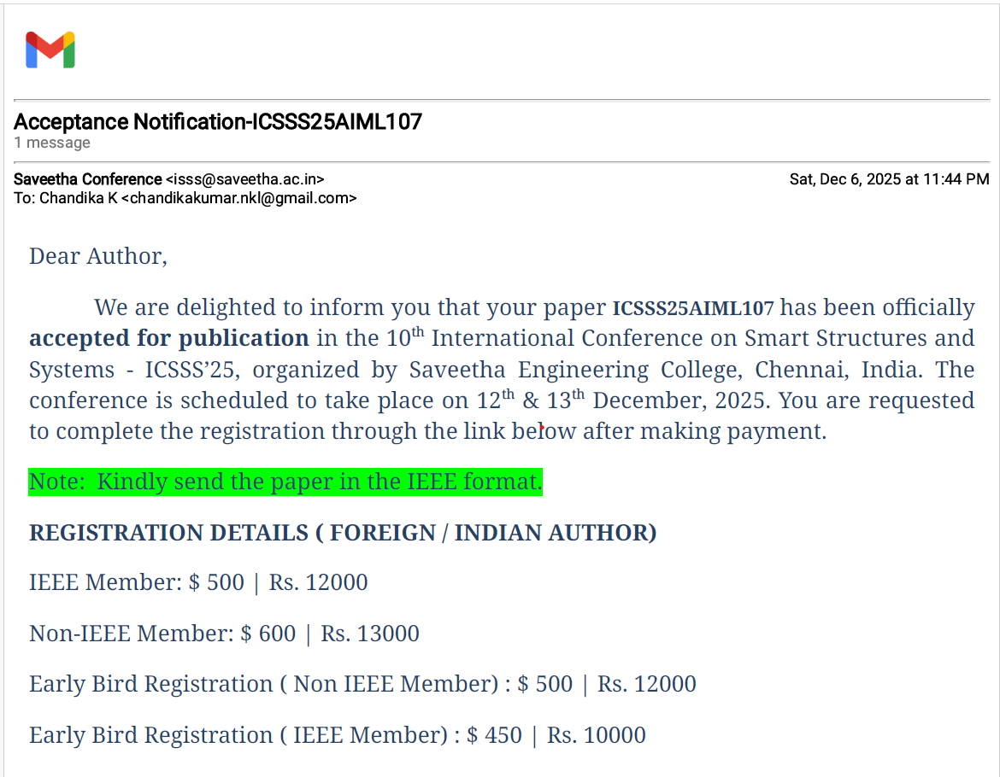 Acceptance Notification-ICSSS25AIML107
1 message
Saveetha Conference <isss@saveetha.ac.in>
Sat, Dec 6, 2025 at 11:44 PM
To: Chandika K <chandikakumar.nkl@gmail.com>
Dear Author,
We are delighted to inform you that your paper ICSSS25AIML107 has been officially
accepted for publication in the 10th International Conference on Smart Structures and
Systems - ICSSS’25, organized by Saveetha Engineering College, Chennai, India. The
conference is scheduled to take place on 12th & 13th December, 2025. You are requested
to complete the registration through the link below after making payment.
Note:  Kindly send the paper in the IEEE format.
REGISTRATION DETAILS ( FOREIGN / INDIAN AUTHOR)
IEEE Member: $ 500 | Rs. 12000
Non-IEEE Member: $ 600 | Rs. 13000
Early Bird Registration ( Non IEEE Member) : $ 500 | Rs. 12000
Early Bird Registration ( IEEE Member) : $ 450 | Rs. 10000